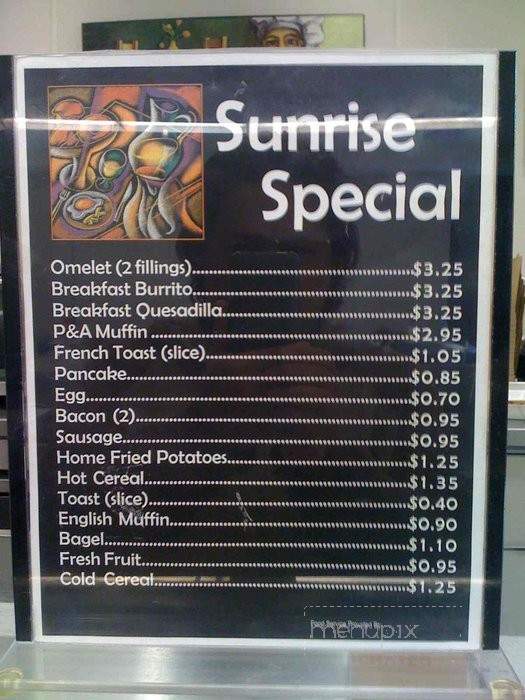 Sunrise
Special
Omelet (2 fillings)...$3.25
Breakfast Burrito...$3.25
Breakfast Quesadilla...$3.25
P&A Muffin...$2.95
French Toast (slice)...$1.05
Pancake...$0.85
Egg...$0.70
Bacon (2)...$0.95
Sausage...$0.95
Home Fried Potatoes...$1.25
Hot Cereal...$1.35
Toast (slice)...$0.40
English Muffin...$0.90
Bagel...$1.10
Fresh Fruit...$0.95
Cold Cereal...$1.25
menupix